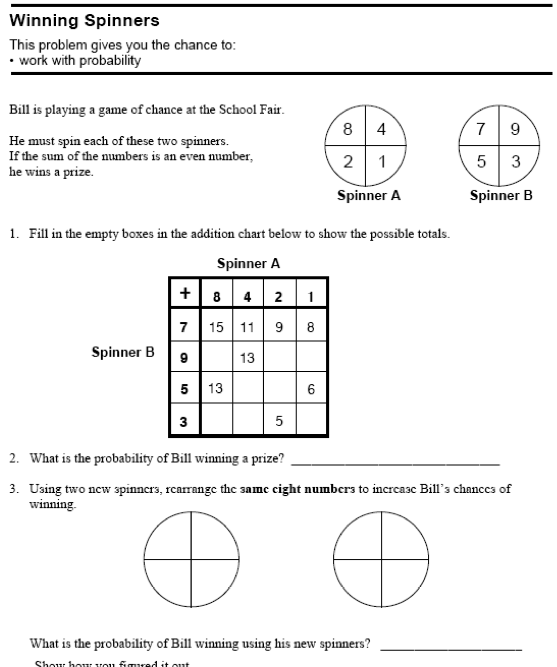 Winning Spinners
This problem gives you the chance to:
• work with probability
Bill is playing a game of chance at the School Fair.
He must spin each of these two spinners.
If the sum of the numbers is an even number,
he wins a prize.
8 4
2 1
Spinner A
7 9
5 3
Spinner B
1. Fill in the empty boxes in the addition chart below to show the possible totals.
Spinner A
+ 8 4 2 1
7 15 11 9 8
Spinner B
9 13
5 13 6
3 5
2. What is the probability of Bill winning a prize?
3. Using two new spinners, rearrange the same eight numbers to increase Bill's chances of
winning.
What is the probability of Bill winning using his new spinners?
Show how you figured it out